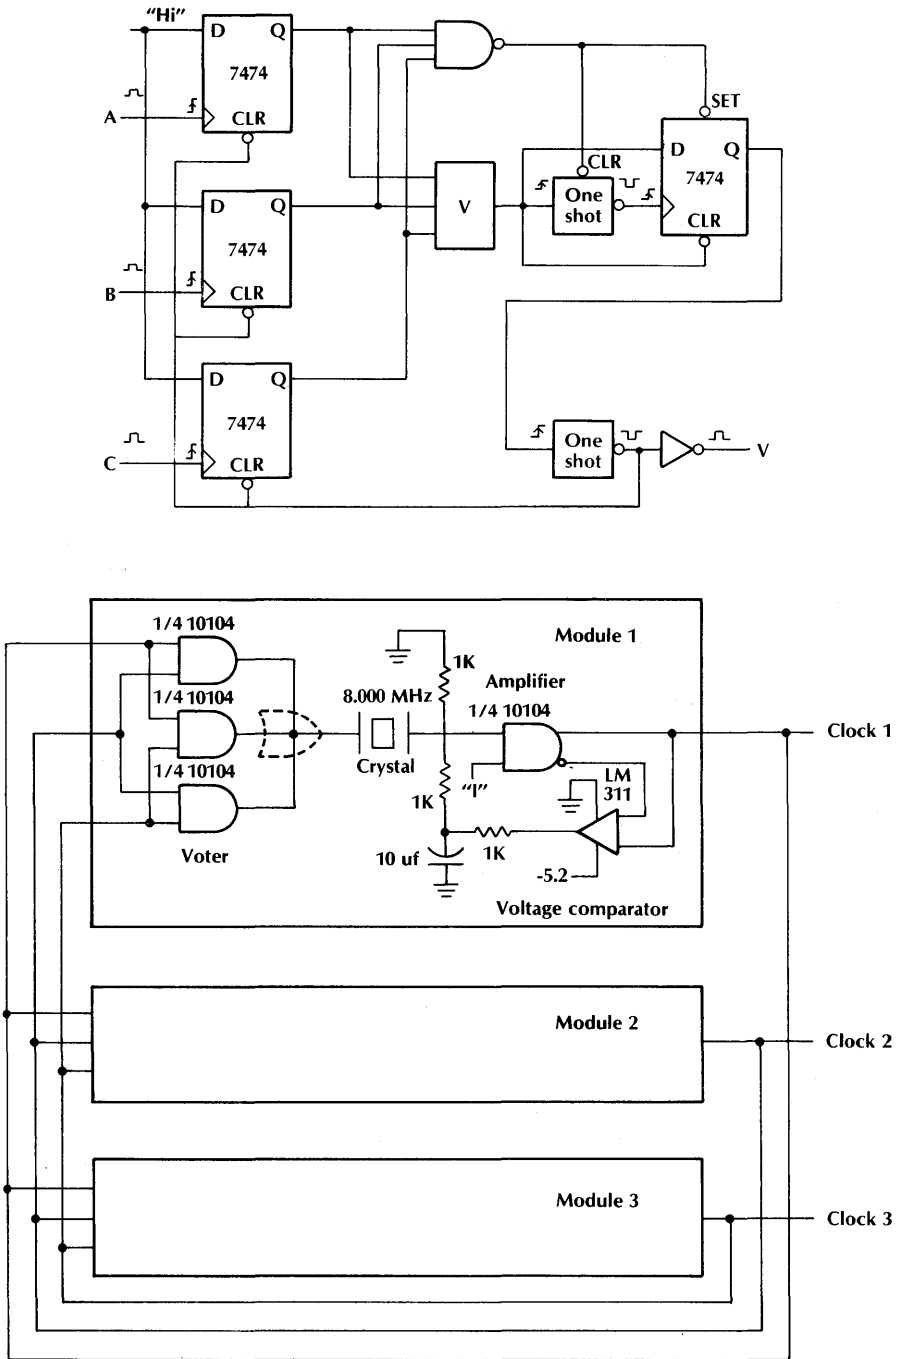 "Hi"
D Q
7474
A
CLR
SET
D Q
7474
CLR
D Q
7474
B
CLR
V
CLR
One
shot
D Q
7474
C
CLR
One
shot
V
1/4 10104
Module 1
1K
Amplifier
1/4 10104
8.000 MHz
1/4 10104
Clock 1
Crystal
1/4 10104
"I"
LM
311
1K
Voter
10 uf
1K
-5.2
Voltage comparator
Module 2
Clock 2
Module 3
Clock 3